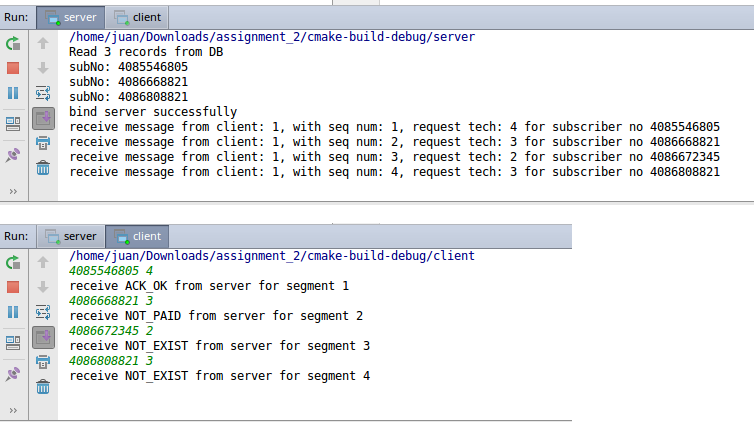 Run: server client
/home/juan/Downloads/assignment_2/cmake-build-debug/server
Read 3 records from DB
subNo: 4085546805
subNo: 4086668821
subNo: 4086808821
bind server successfully
receive message from client: 1, with seq num: 1, request tech: 4 for subscriber no 4085546805
receive message from client: 1, with seq num: 2, request tech: 3 for subscriber no 4086668821
receive message from client: 1, with seq num: 3, request tech: 2 for subscriber no 4086672345
receive message from client: 1, with seq num: 4, request tech: 3 for subscriber no 4086808821
Run: server client
/home/juan/Downloads/assignment_2/cmake-build-debug/client
4085546805 4
receive ACK_OK from server for segment 1
4086668821 3
receive NOT_PAID from server for segment 2
4086672345 2
receive NOT_EXIST from server for segment 3
4086808821 3
receive NOT_EXIST from server for segment 4